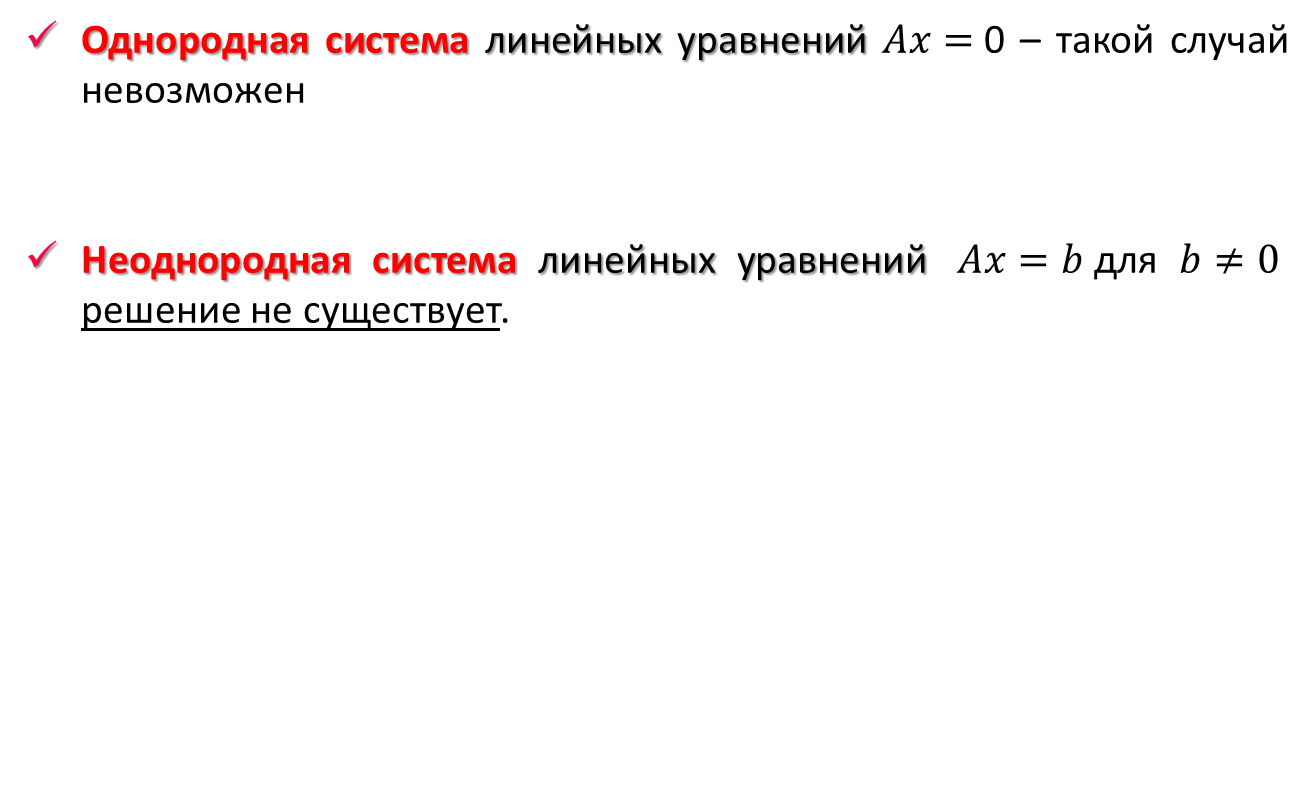 ✓ Однородная система линейных уравнений 𝐴𝑥 = 0 – такой случай
невозможен
✓ Неоднородная система линейных уравнений 𝐴𝑥 = 𝑏 для 𝑏 ≠ 0
решение не существует.